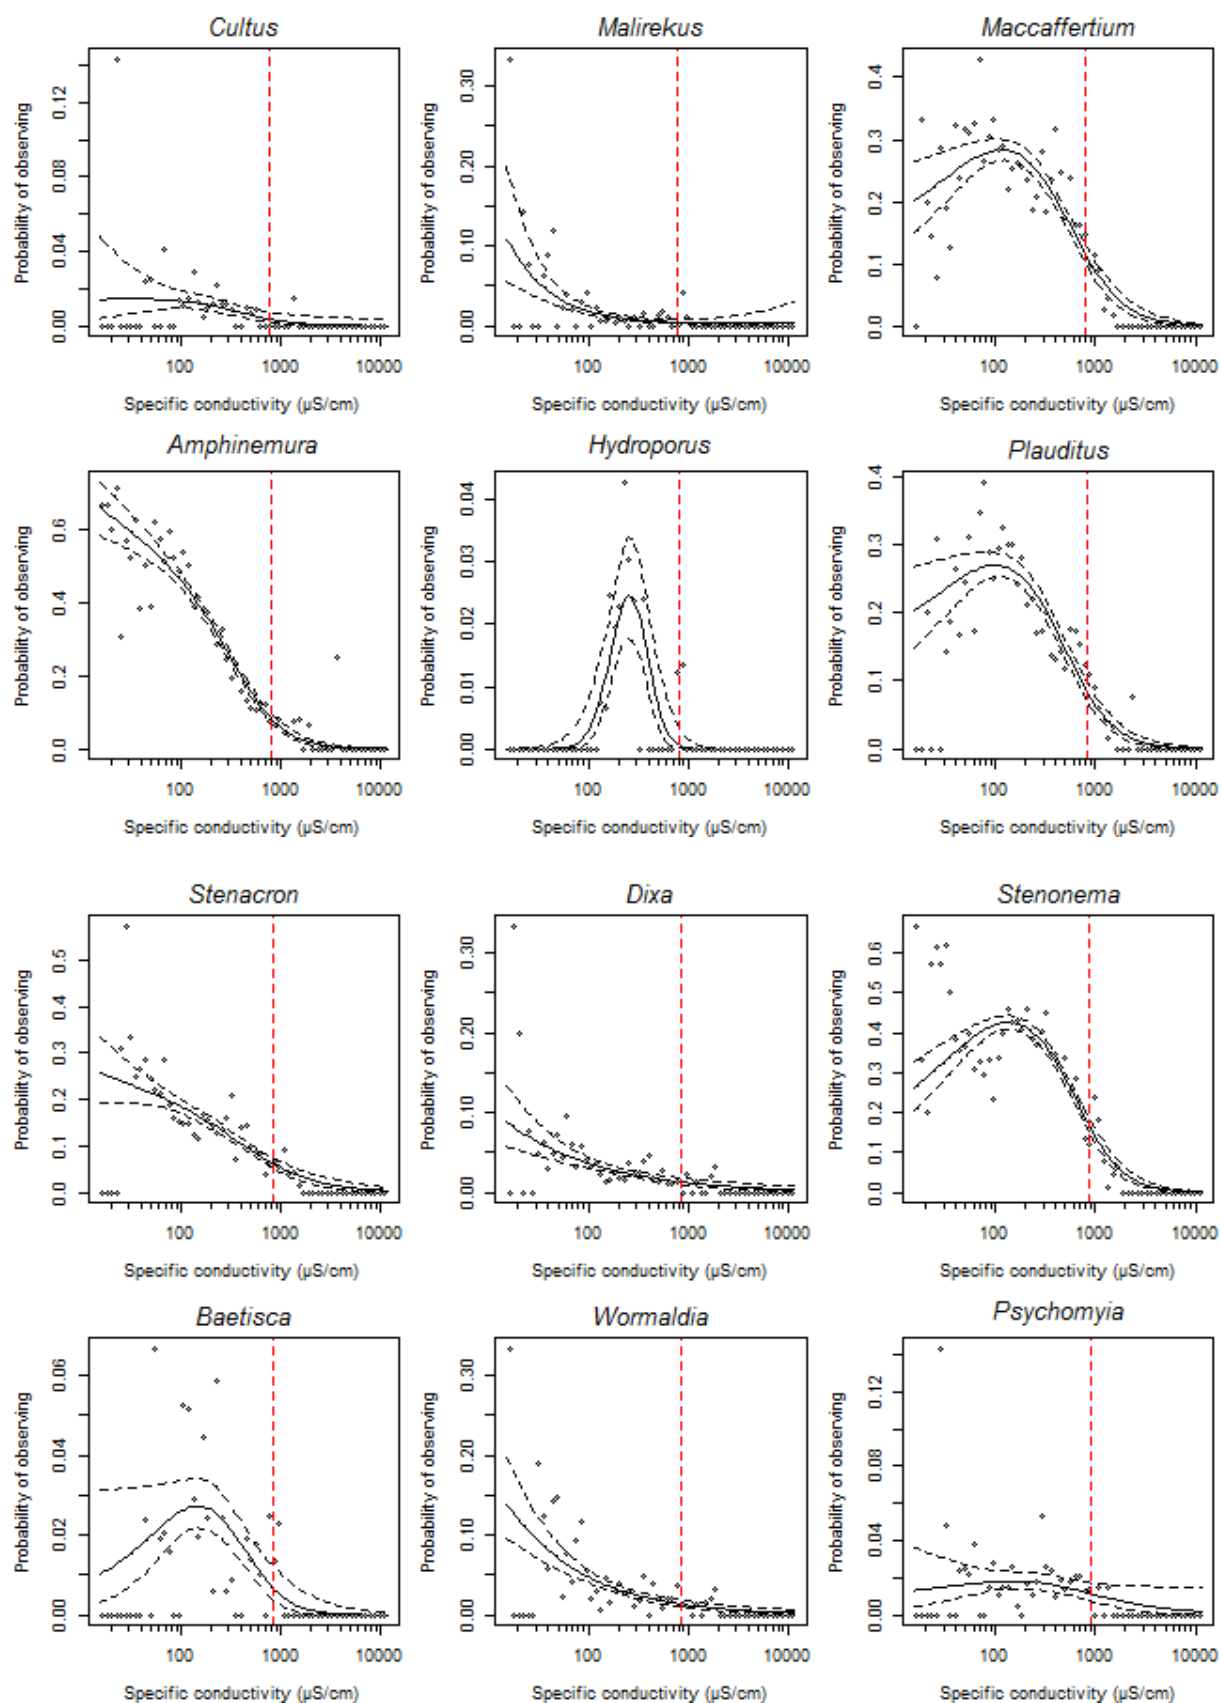 Cultus Malirekus Maccaffertium
Probability of observing Probability of observing Probability of observing
0.00 0.04 0.08 0.12
0.00 0.10 0.20 0.30
0.0 0.1 0.2 0.3 0.4
100 1000 10000 100 1000 10000 100 1000 10000
Specific conductivity (µS/cm) Specific conductivity (µS/cm) Specific conductivity (µS/cm)
Amphinemura Hydroporus Plauditus
Probability of observing Probability of observing Probability of observing
0.0 0.2 0.4 0.6
0.00 0.01 0.02 0.03 0.04
0.0 0.1 0.2 0.3 0.4
100 1000 10000 100 1000 10000 100 1000 10000
Specific conductivity (µS/cm) Specific conductivity (µS/cm) Specific conductivity (µS/cm)
Stenacron Dixa Stenonema
Probability of observing Probability of observing Probability of observing
0.0 0.1 0.2 0.3 0.4 0.5
0.00 0.10 0.20 0.30
0.0 0.1 0.2 0.3 0.4 0.5 0.6
100 1000 10000 100 1000 10000 100 1000 10000
Specific conductivity (µS/cm) Specific conductivity (µS/cm) Specific conductivity (µS/cm)
Baetisca Wormaldia Psychomyia
Probability of observing Probability of observing Probability of observing
0.00 0.02 0.04 0.06
0.00 0.10 0.20 0.30
0.00 0.04 0.08 0.12
100 1000 10000 100 1000 10000 100 1000 10000
Specific conductivity (µS/cm) Specific conductivity (µS/cm) Specific conductivity (µS/cm)